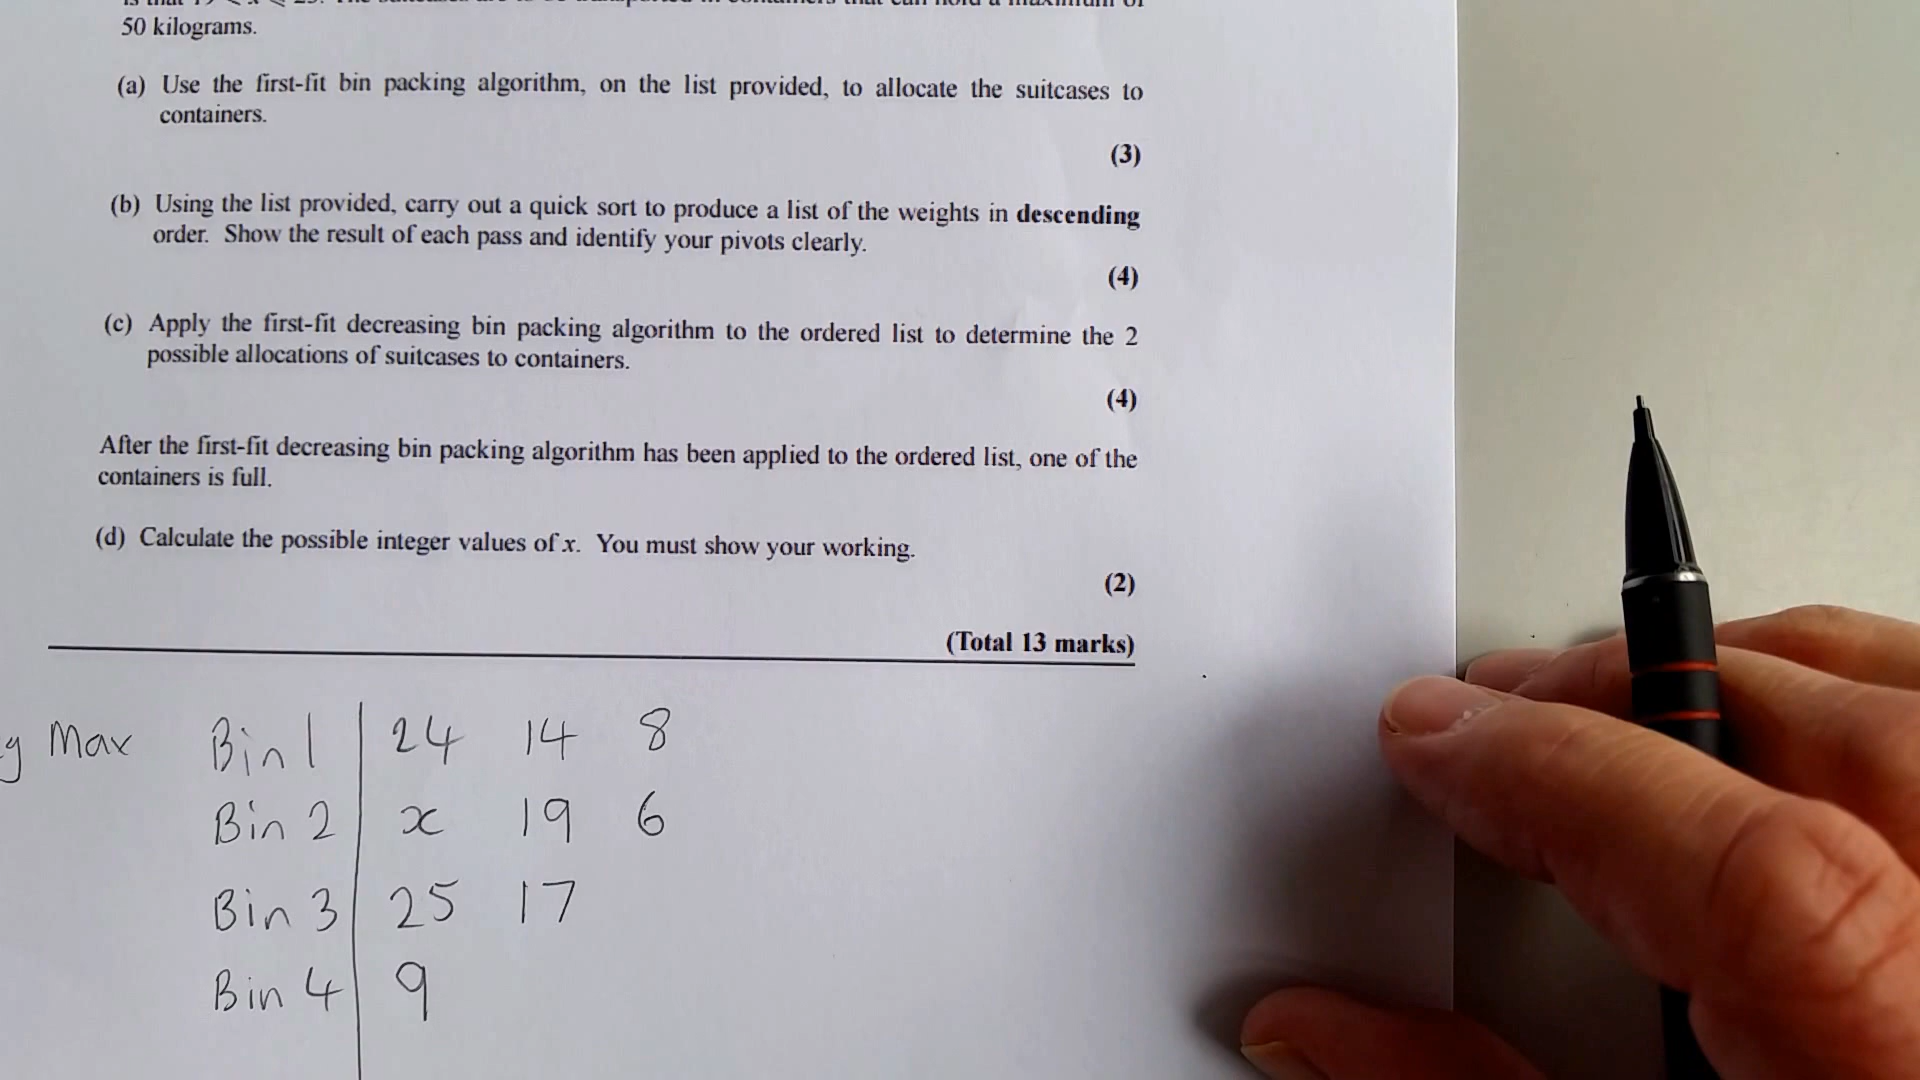 50 kilograms.
(a) Use the first-fit bin packing algorithm, on the list provided, to allocate the suitcases to
containers.
(3)
(b) Using the list provided, carry out a quick sort to produce a list of the weights in descending
order. Show the result of each pass and identify your pivots clearly.
(4)
(c) Apply the first-fit decreasing bin packing algorithm to the ordered list to determine the 2
possible allocations of suitcases to containers.
(4)
After the first-fit decreasing bin packing algorithm has been applied to the ordered list, one of the
containers is full.
(d) Calculate the possible integer values of x. You must show your working.
(2)
(Total 13 marks)
Max Bin 1 24 14 8
Bin 2 x 19 6
Bin 3 25 17
Bin 4 9